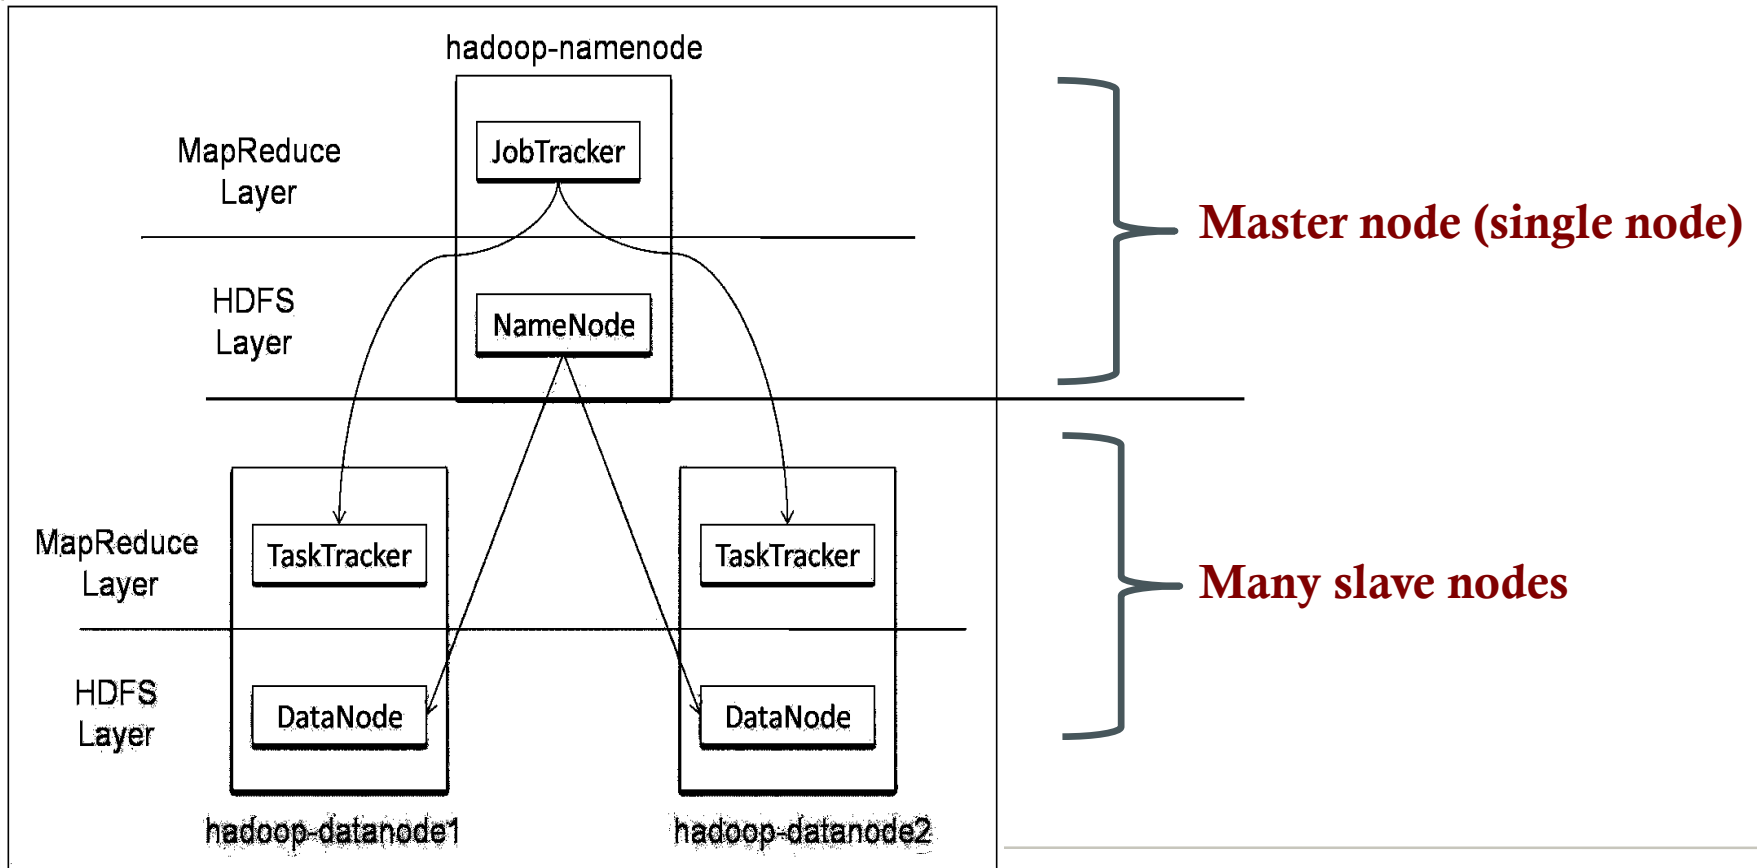 hadoop-namenode
JobTracker
MapReduce
Layer
Master node (single node)
HDFS
Layer
NameNode
MapReduce
Layer
TaskTracker
TaskTracker
Many slave nodes
HDFS
Layer
DataNode
DataNode
hadoop-datanode1
hadoop-datanode2